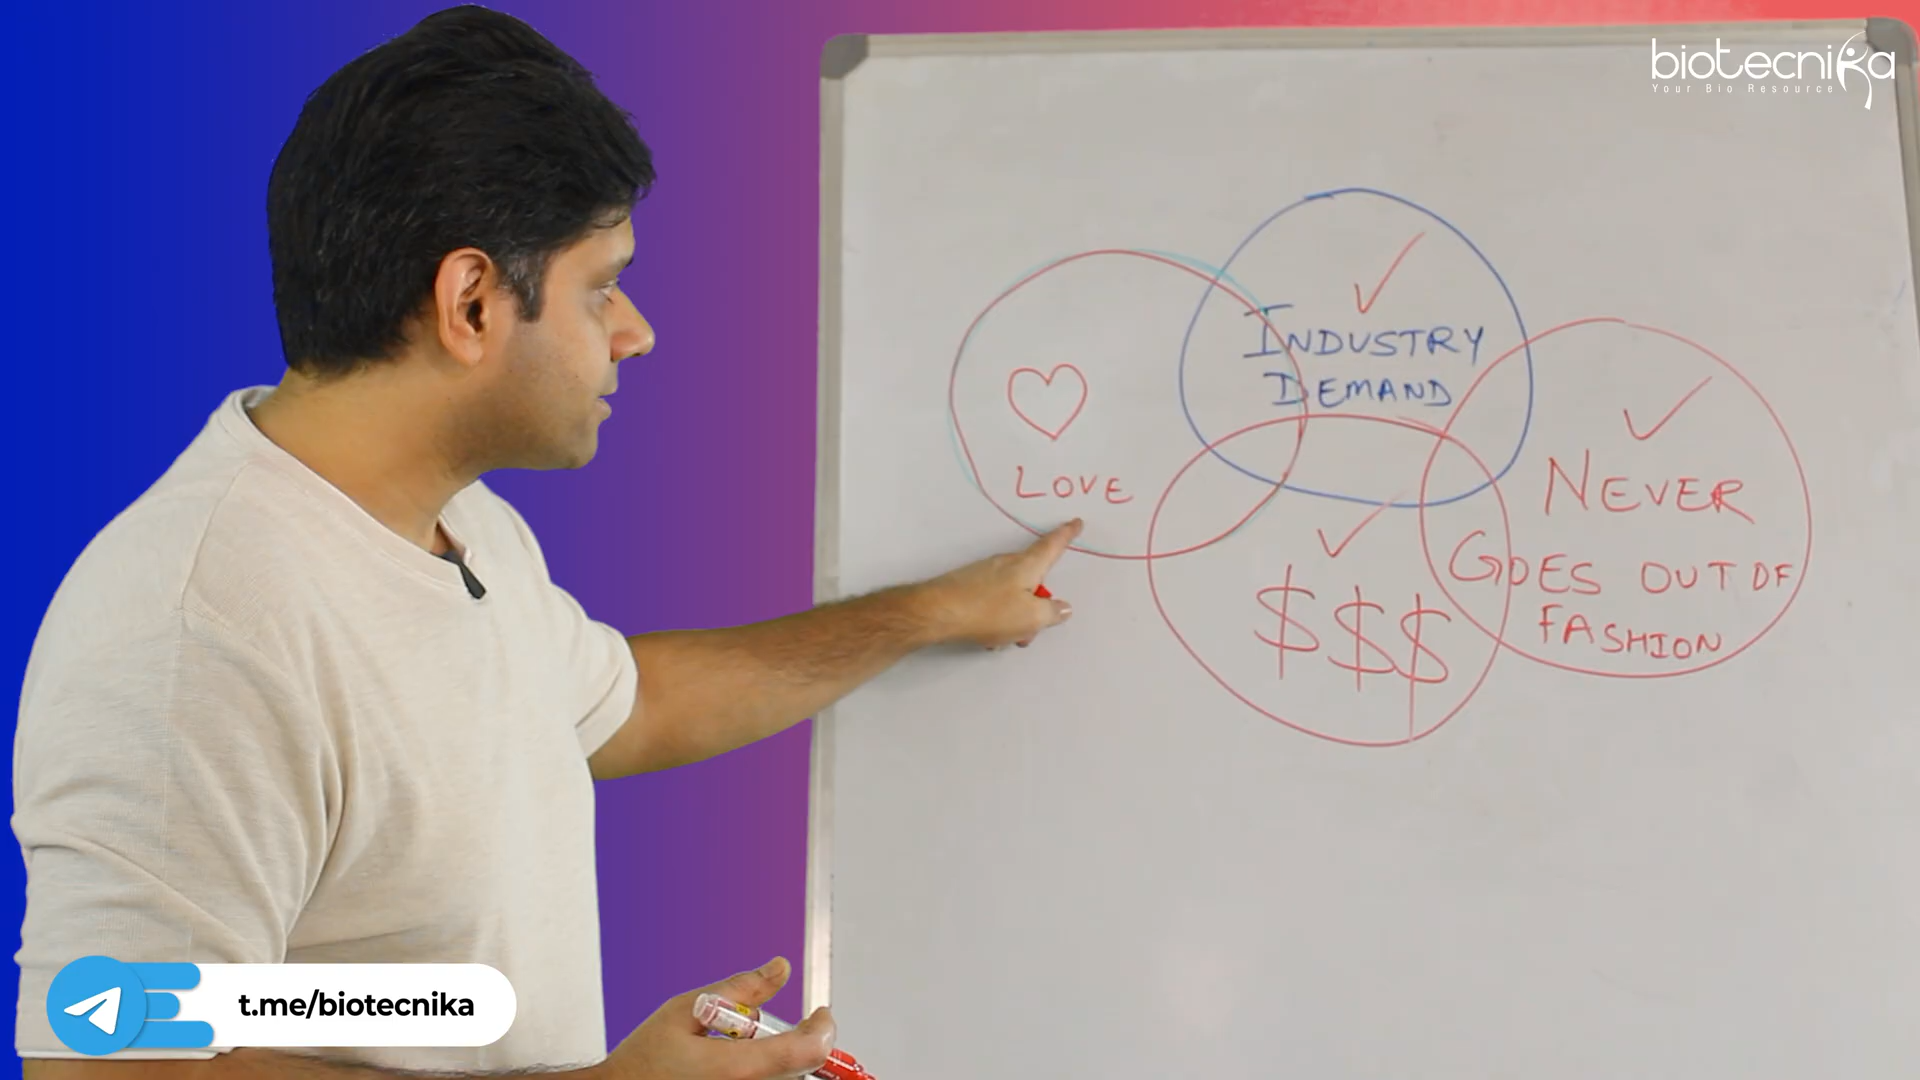 biotecnika
Your Bio Resource
INDUSTRY
DEMAND
LOVE
NEVER
GOES OUT OF
FASHION
$$$
t.me/biotecnika